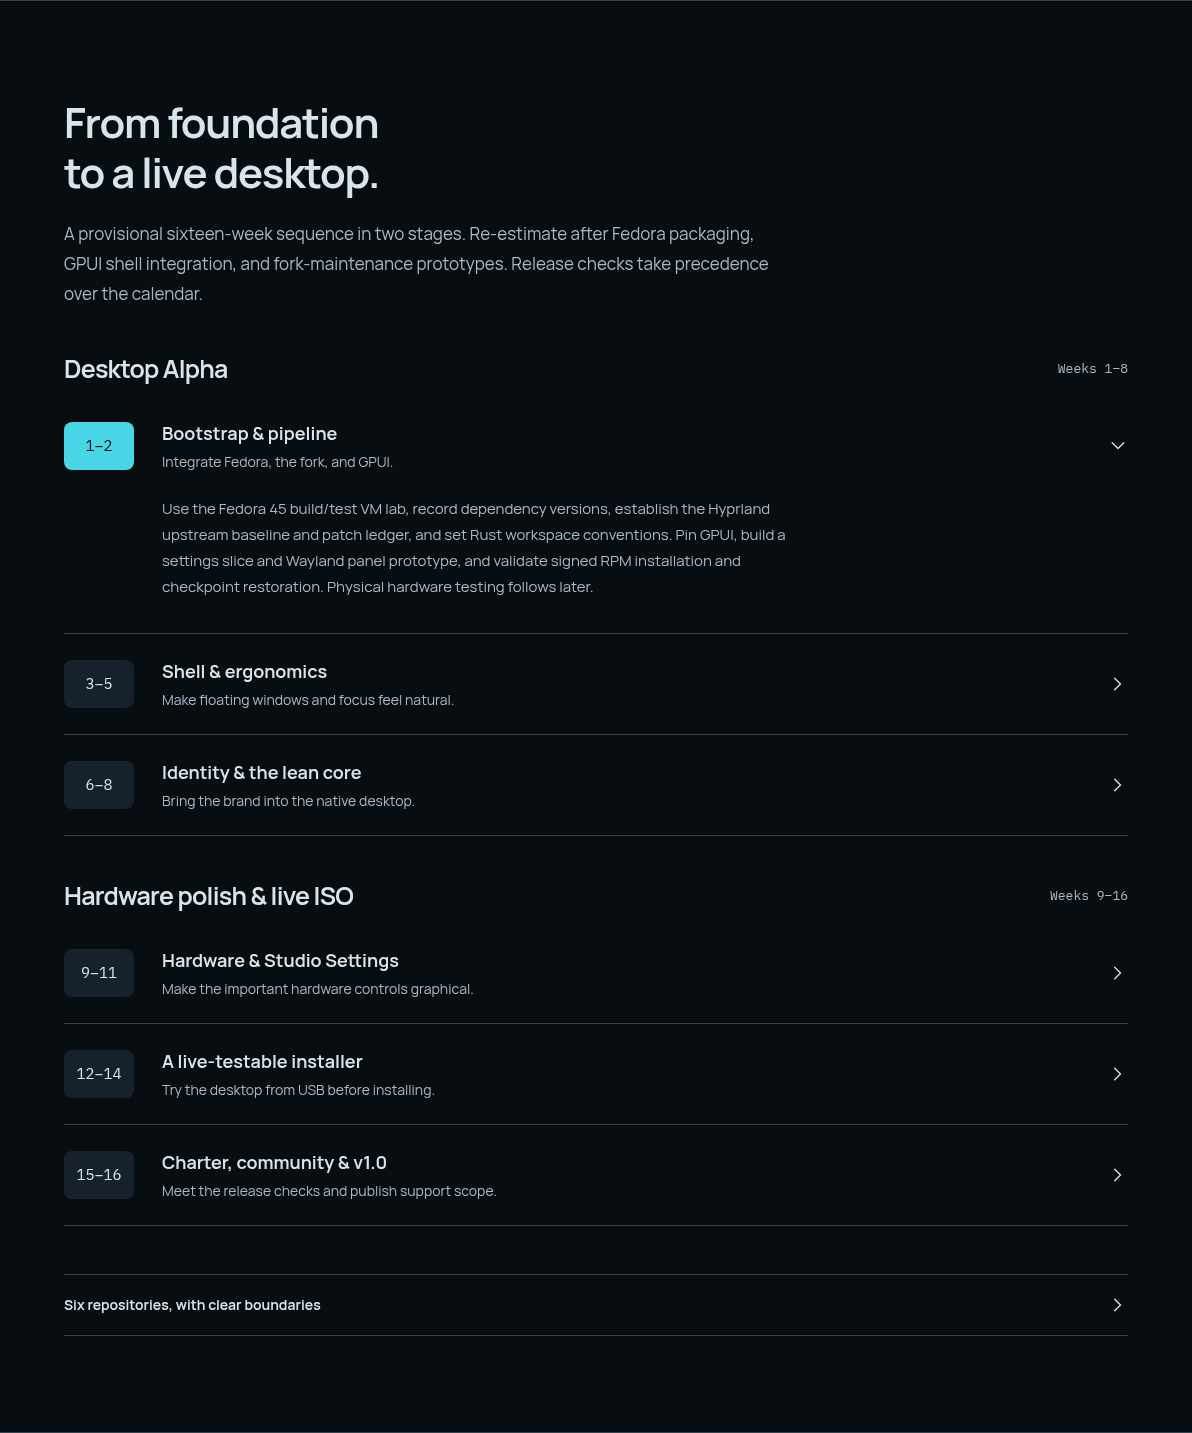 From foundation
to a live desktop.
A provisional sixteen-week sequence in two stages. Re-estimate after Fedora packaging,
GPUI shell integration, and fork-maintenance prototypes. Release checks take precedence
over the calendar.
Desktop Alpha
Weeks 1–8
1–2
Bootstrap & pipeline
Integrate Fedora, the fork, and GPUI.
Use the Fedora 45 build/test VM lab, record dependency versions, establish the Hyprland
upstream baseline and patch ledger, and set Rust workspace conventions. Pin GPUI, build a
settings slice and Wayland panel prototype, and validate signed RPM installation and
checkpoint restoration. Physical hardware testing follows later.
3–5
Shell & ergonomics
Make floating windows and focus feel natural.
6–8
Identity & the lean core
Bring the brand into the native desktop.
Hardware polish & live ISO
Weeks 9–16
9–11
Hardware & Studio Settings
Make the important hardware controls graphical.
12–14
A live-testable installer
Try the desktop from USB before installing.
15–16
Charter, community & v1.0
Meet the release checks and publish support scope.
Six repositories, with clear boundaries